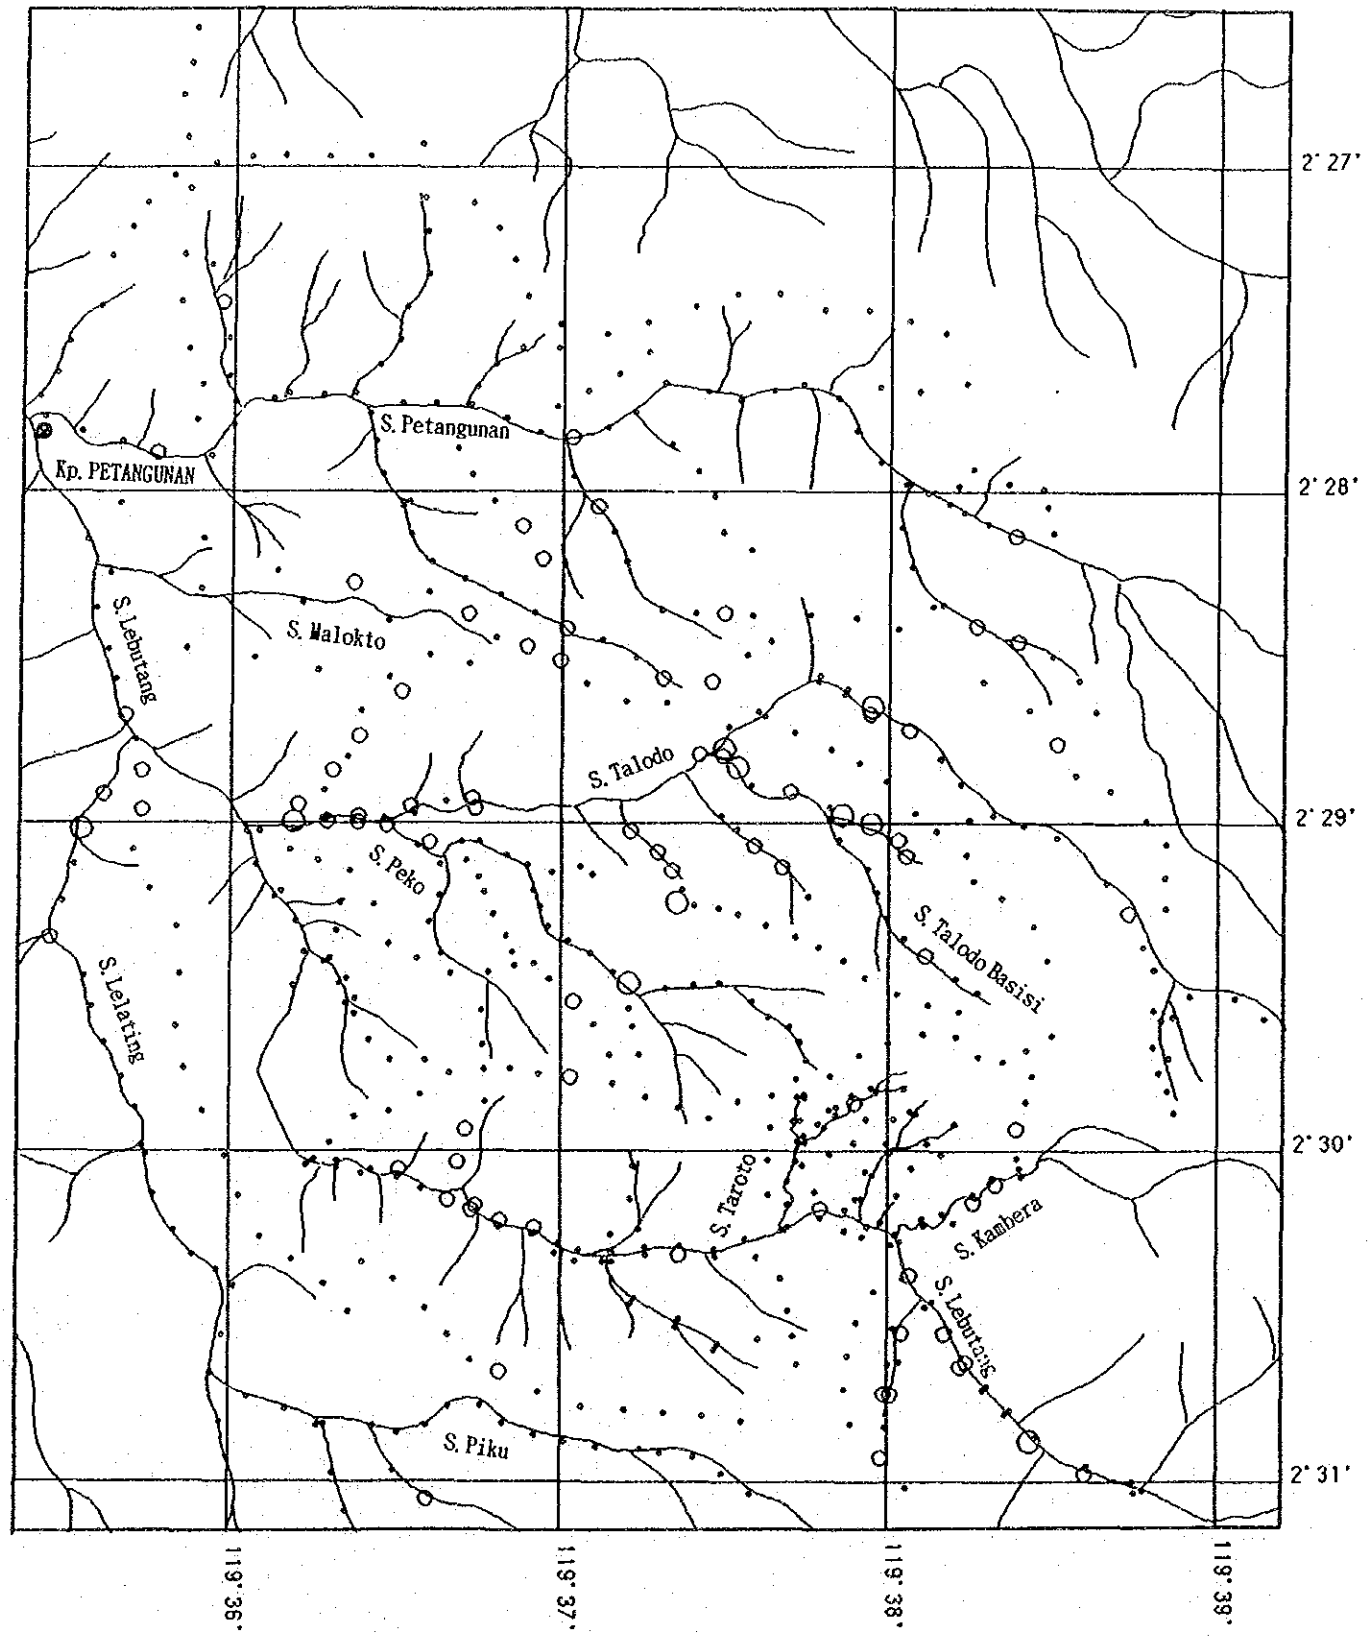 2°27'
S. Petangunan
Kp. PETANGUNAN
2°28'
S. Lebutang
S. Malokto
S. Talodo
2°29'
S. Peko
S. Talodo Basisi
S. Lelating
2°30'
S. Taroto
S. Kambera
S. Lebutang
S. Piku
2°31'
119°36'
119°37'
119°38'
119°39'